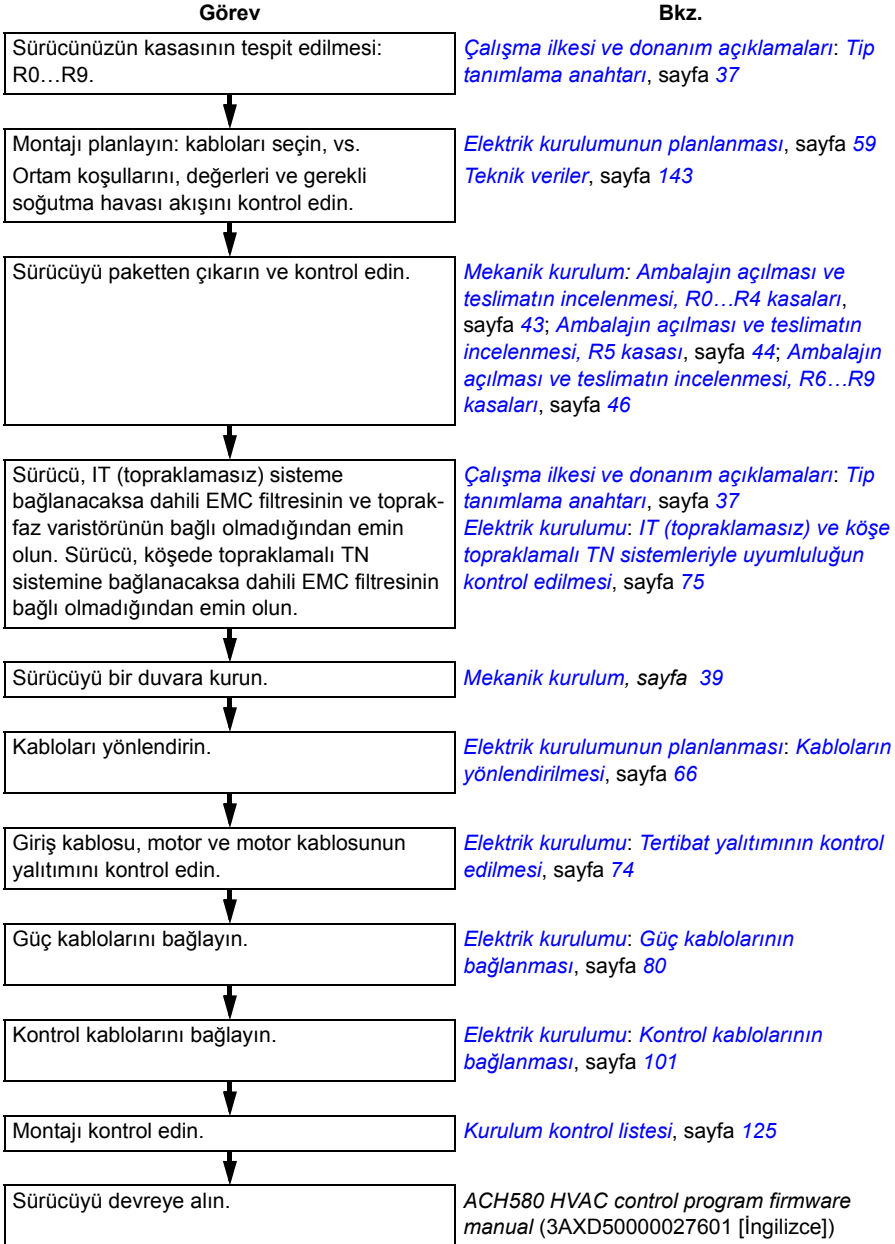 Görev
Bkz.
Sürücünüzün kasasının tespit edilmesi:
R0…R9.
Çalışma ilkesi ve donanım açıklamaları: Tip
tanımlama anahtarı, sayfa 37
Montajı planlayın: kabloları seçin, vs.
Ortam koşullarını, değerleri ve gerekli
soğutma havası akışını kontrol edin.
Elektrik kurulumunun planlanması, sayfa 59
Teknik veriler, sayfa 143
Sürücüyü paketten çıkarın ve kontrol edin.
Mekanik kurulum: Ambalajın açılması ve
teslimatın incelenmesi, R0…R4 kasaları,
sayfa 43; Ambalajın açılması ve teslimatın
incelenmesi, R5 kasası, sayfa 44; Ambalajın
açılması ve teslimatın incelenmesi, R6…R9
kasaları, sayfa 46
Sürücü, IT (topraklamasız) sisteme
bağlanacaksa dahili EMC filtresinin ve toprak-
faz varistörünün bağlı olmadığından emin
olun. Sürücü, köşede topraklamalı TN
sistemine bağlanacaksa dahili EMC filtresinin
bağlı olmadığından emin olun.
Çalışma ilkesi ve donanım açıklamaları: Tip
tanımlama anahtarı, sayfa 37
Elektrik kurulumu: IT (topraklamasız) ve köşe
topraklamalı TN sistemleriyle uyumluluğun
kontrol edilmesi, sayfa 75
Sürücüyü bir duvara kurun.
Mekanik kurulum, sayfa 39
Kabloları yönlendirin.
Elektrik kurulumunun planlanması: Kabloların
yönlendirilmesi, sayfa 66
Giriş kablosu, motor ve motor kablosunun
yalıtımını kontrol edin.
Elektrik kurulumu: Tertibat yalıtımının kontrol
edilmesi, sayfa 74
Güç kablolarını bağlayın.
Elektrik kurulumu: Güç kablolarının
bağlanması, sayfa 80
Kontrol kablolarını bağlayın.
Elektrik kurulumu: Kontrol kablolarının
bağlanması, sayfa 101
Montajı kontrol edin.
Kurulum kontrol listesi, sayfa 125
Sürücüyü devreye alın.
ACH580 HVAC control program firmware
manual (3AXD50000027601 [İngilizce])